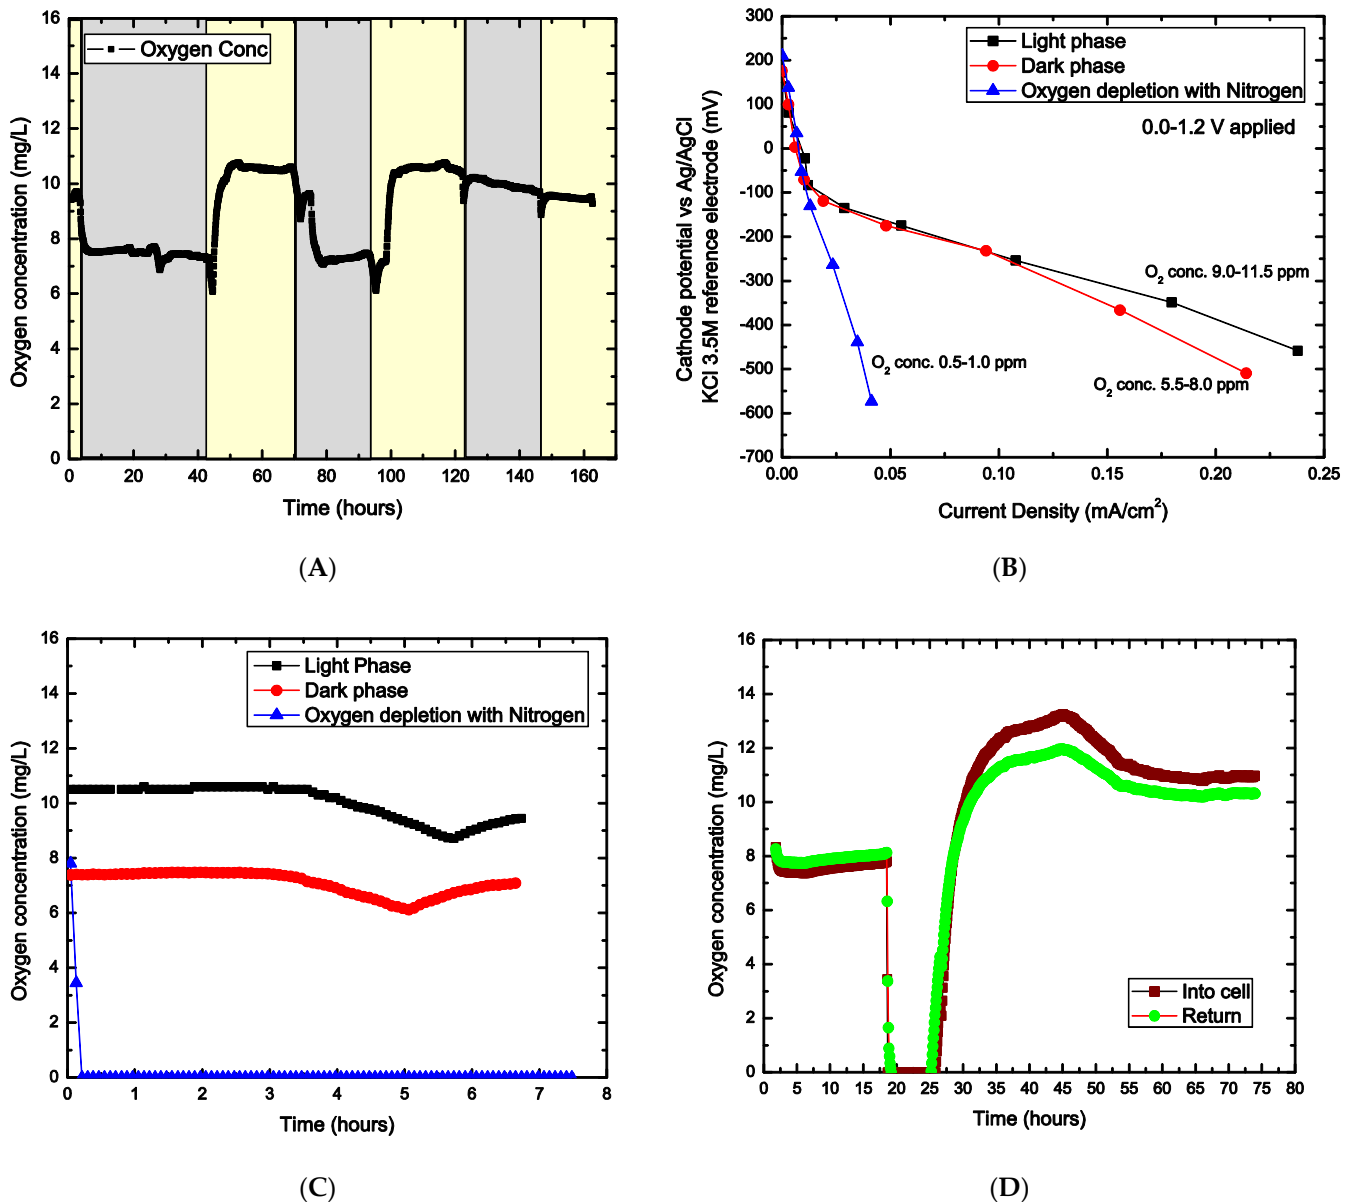 16
14
12
10
8
6
4
2
0
Oxygen concentration (mg/L)
Oxygen Conc
0 20 40 60 80 100 120 140 160
Time (hours)
(A)
300
200
100
0
-100
-200
-300
-400
-500
-600
-700
Cathode potential vs Ag/AgCl
KCl 3.5M reference electrode (mV)
Light phase
Dark phase
Oxygen depletion with Nitrogen
0.0-1.2 V applied
O2 conc. 9.0-11.5 ppm
O2 conc. 0.5-1.0 ppm
O2 conc. 5.5-8.0 ppm
0.00 0.05 0.10 0.15 0.20 0.25
Current Density (mA/cm2)
(B)
16
14
12
10
8
6
4
2
0
Oxygen concentration (mg/L)
Light Phase
Dark phase
Oxygen depletion with Nitrogen
0 1 2 3 4 5 6 7 8
Time (hours)
(C)
16
14
12
10
8
6
4
2
0
Oxygen concentration (mg/L)
Into cell
Return
0 5 10 15 20 25 30 35 40 45 50 55 60 65 70 75 80
Time (hours)
(D)